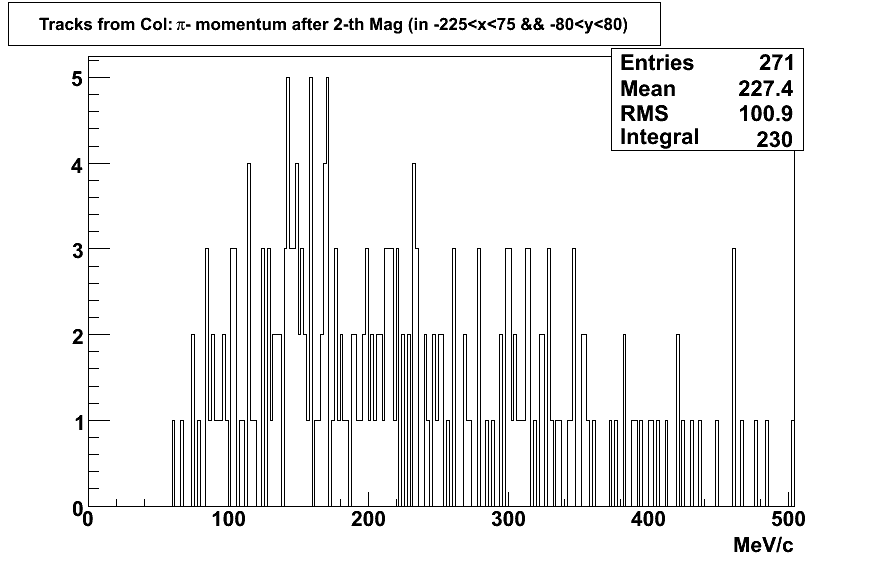 Tracks from Col: π- momentum after 2-th Mag (in -225<x<75 && -80<y<80)
Entries 271
Mean 227.4
RMS 100.9
Integral 230
5
4
3
2
1
0
0 100 200 300 400 500
MeV/c